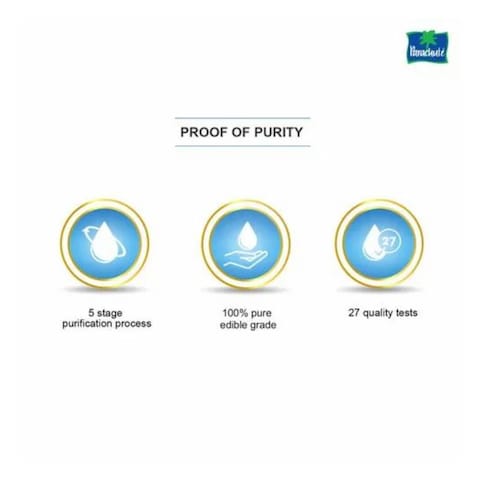 Parachute
PROOF OF PURITY
27
5 stage
purification process
100% pure
edible grade
27 quality tests